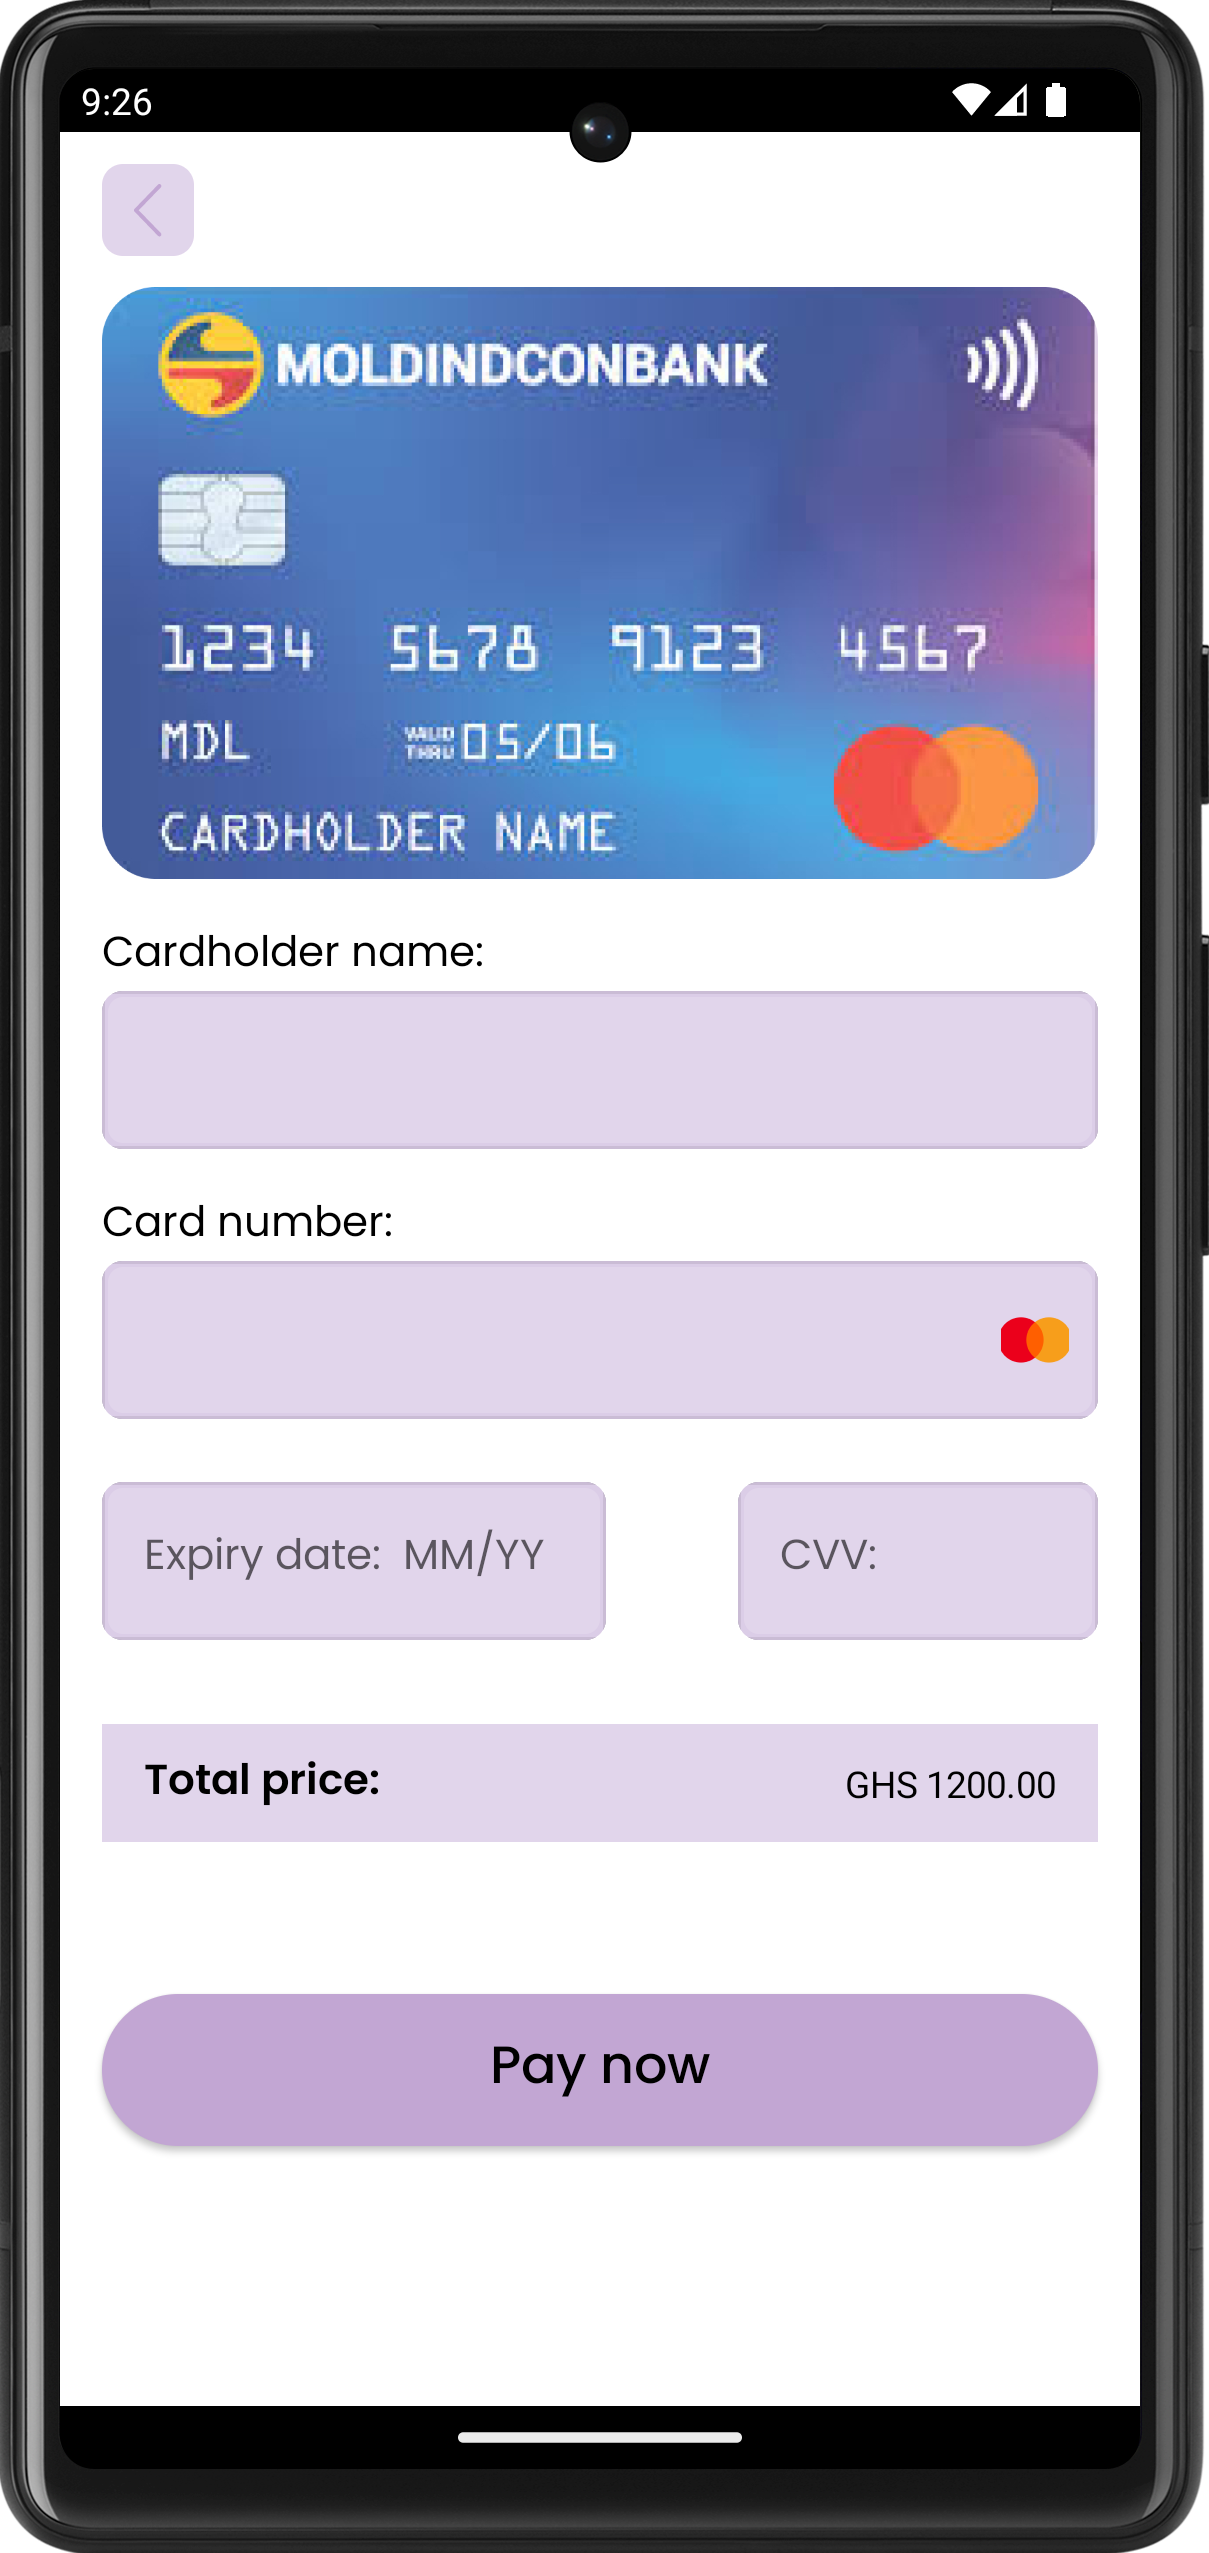 9:26
MOLDINDCONBANK
1234 5678 9123 4567
MDL VALID THRU 05/06
CARDHOLDER NAME
Cardholder name:
Card number:
Expiry date: MM/YY
CVV:
Total price:
GHS 1200.00
Pay now